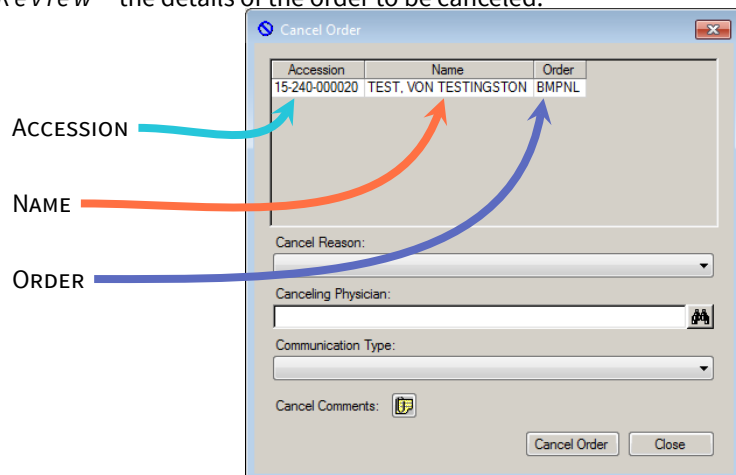 Review the details of the order to be canceled.
Cancel Order
Accession Name Order
15-240-000020 TEST, VON TESTINGSTON BMPNL
ACCESSION
NAME
ORDER
Cancel Reason:
Canceling Physician:
Communication Type:
Cancel Comments:
Cancel Order Close